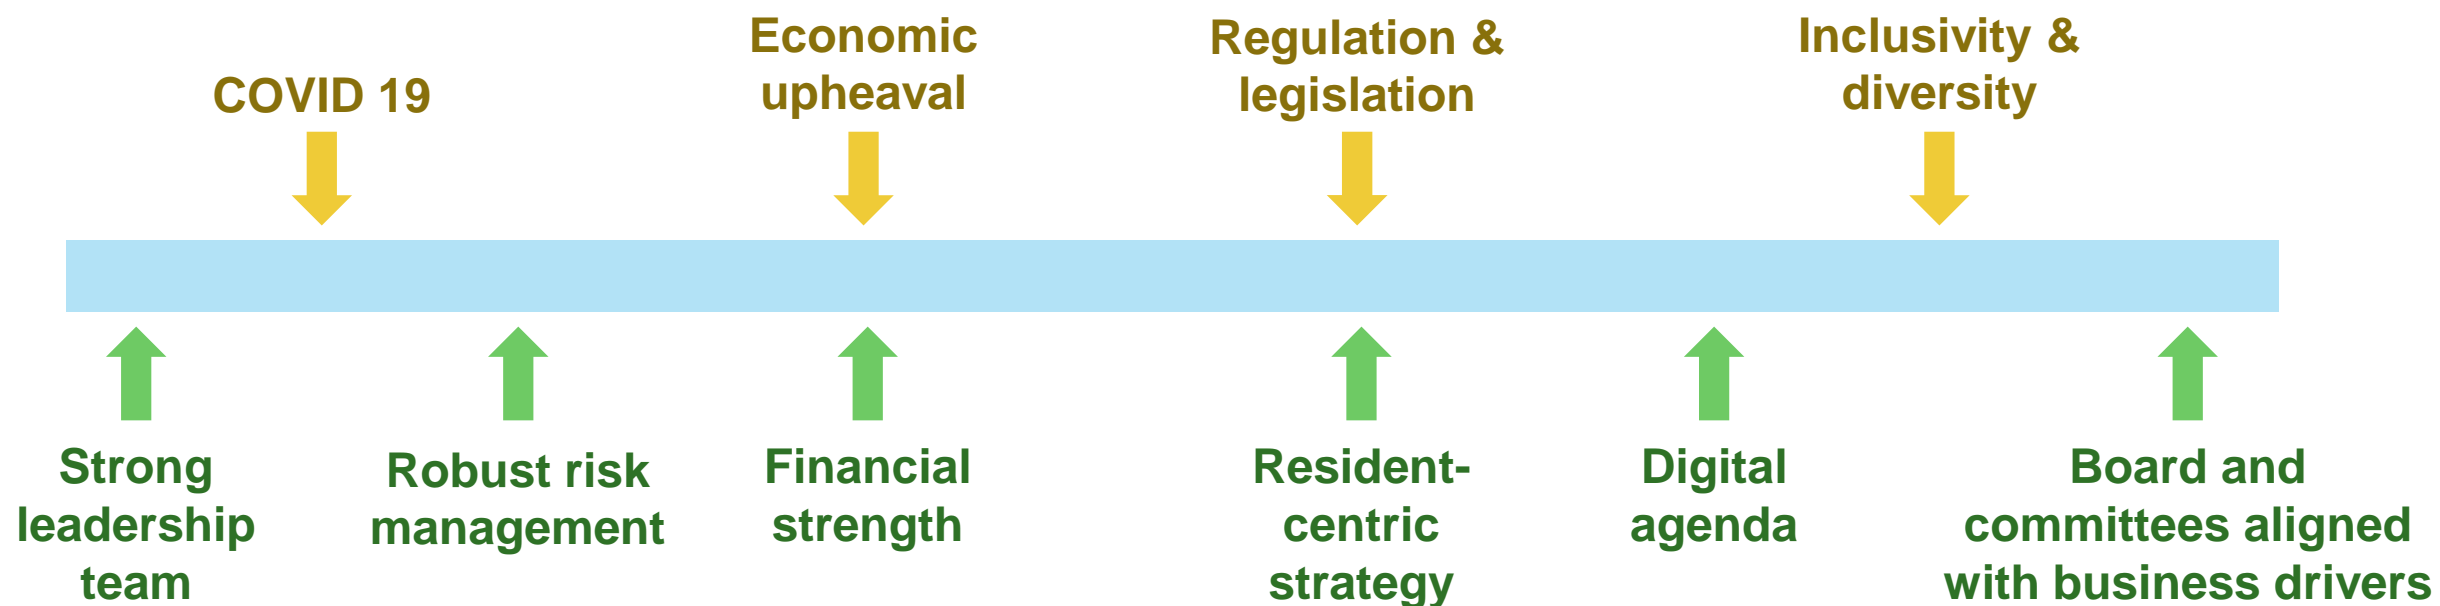 COVID 19
Economic
upheaval
Regulation &
legislation
Inclusivity &
diversity
Strong
leadership
team
Robust risk
management
Financial
strength
Resident-
centric
strategy
Digital
agenda
Board and
committees aligned
with business drivers